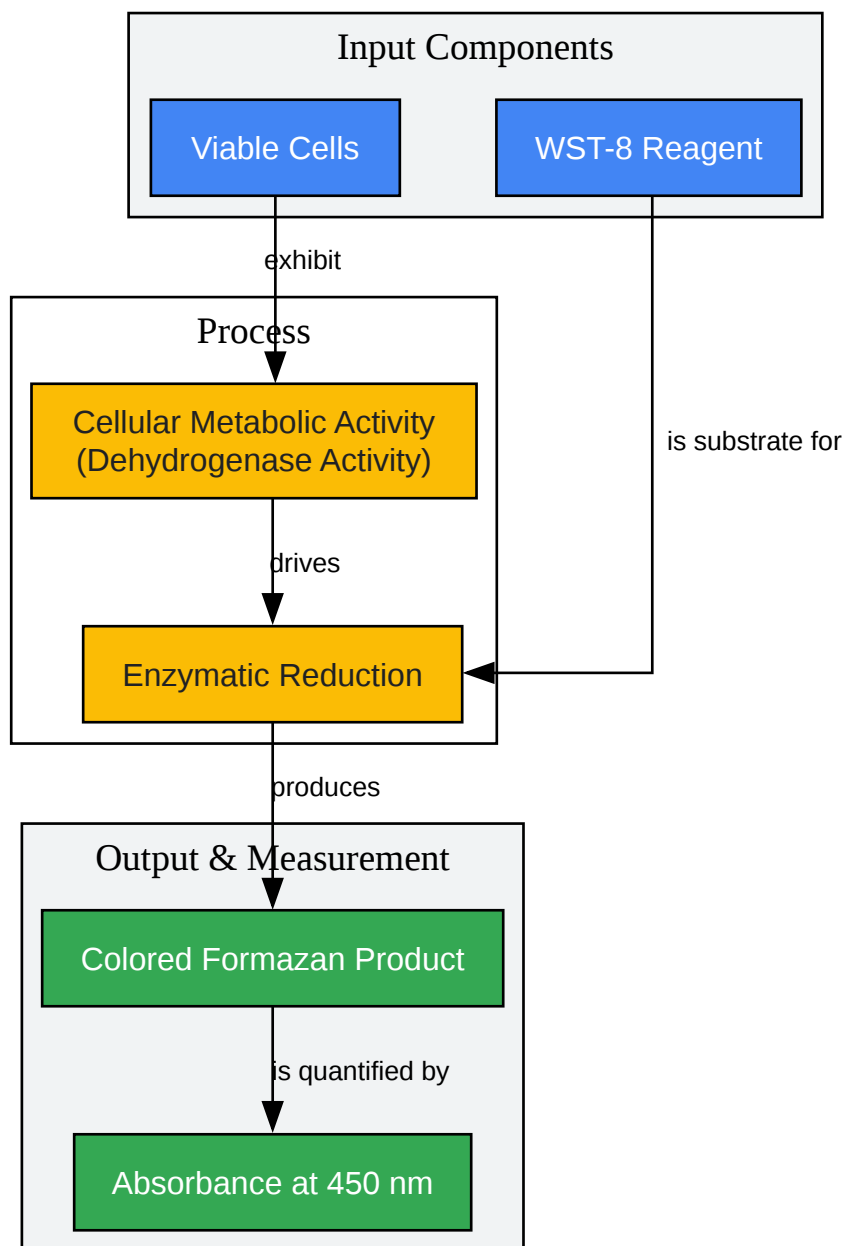 Input Components
Viable Cells
WST-8 Reagent
exhibit
Process
Cellular Metabolic Activity
(Dehydrogenase Activity)
is substrate for
drives
Enzymatic Reduction
produces
Output & Measurement
Colored Formazan Product
is quantified by
Absorbance at 450 nm